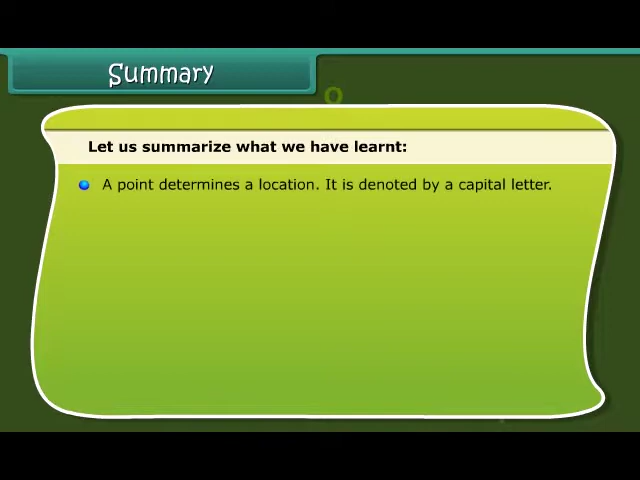 Summary
Let us summarize what we have learnt:
A point determines a location. It is denoted by a capital letter.